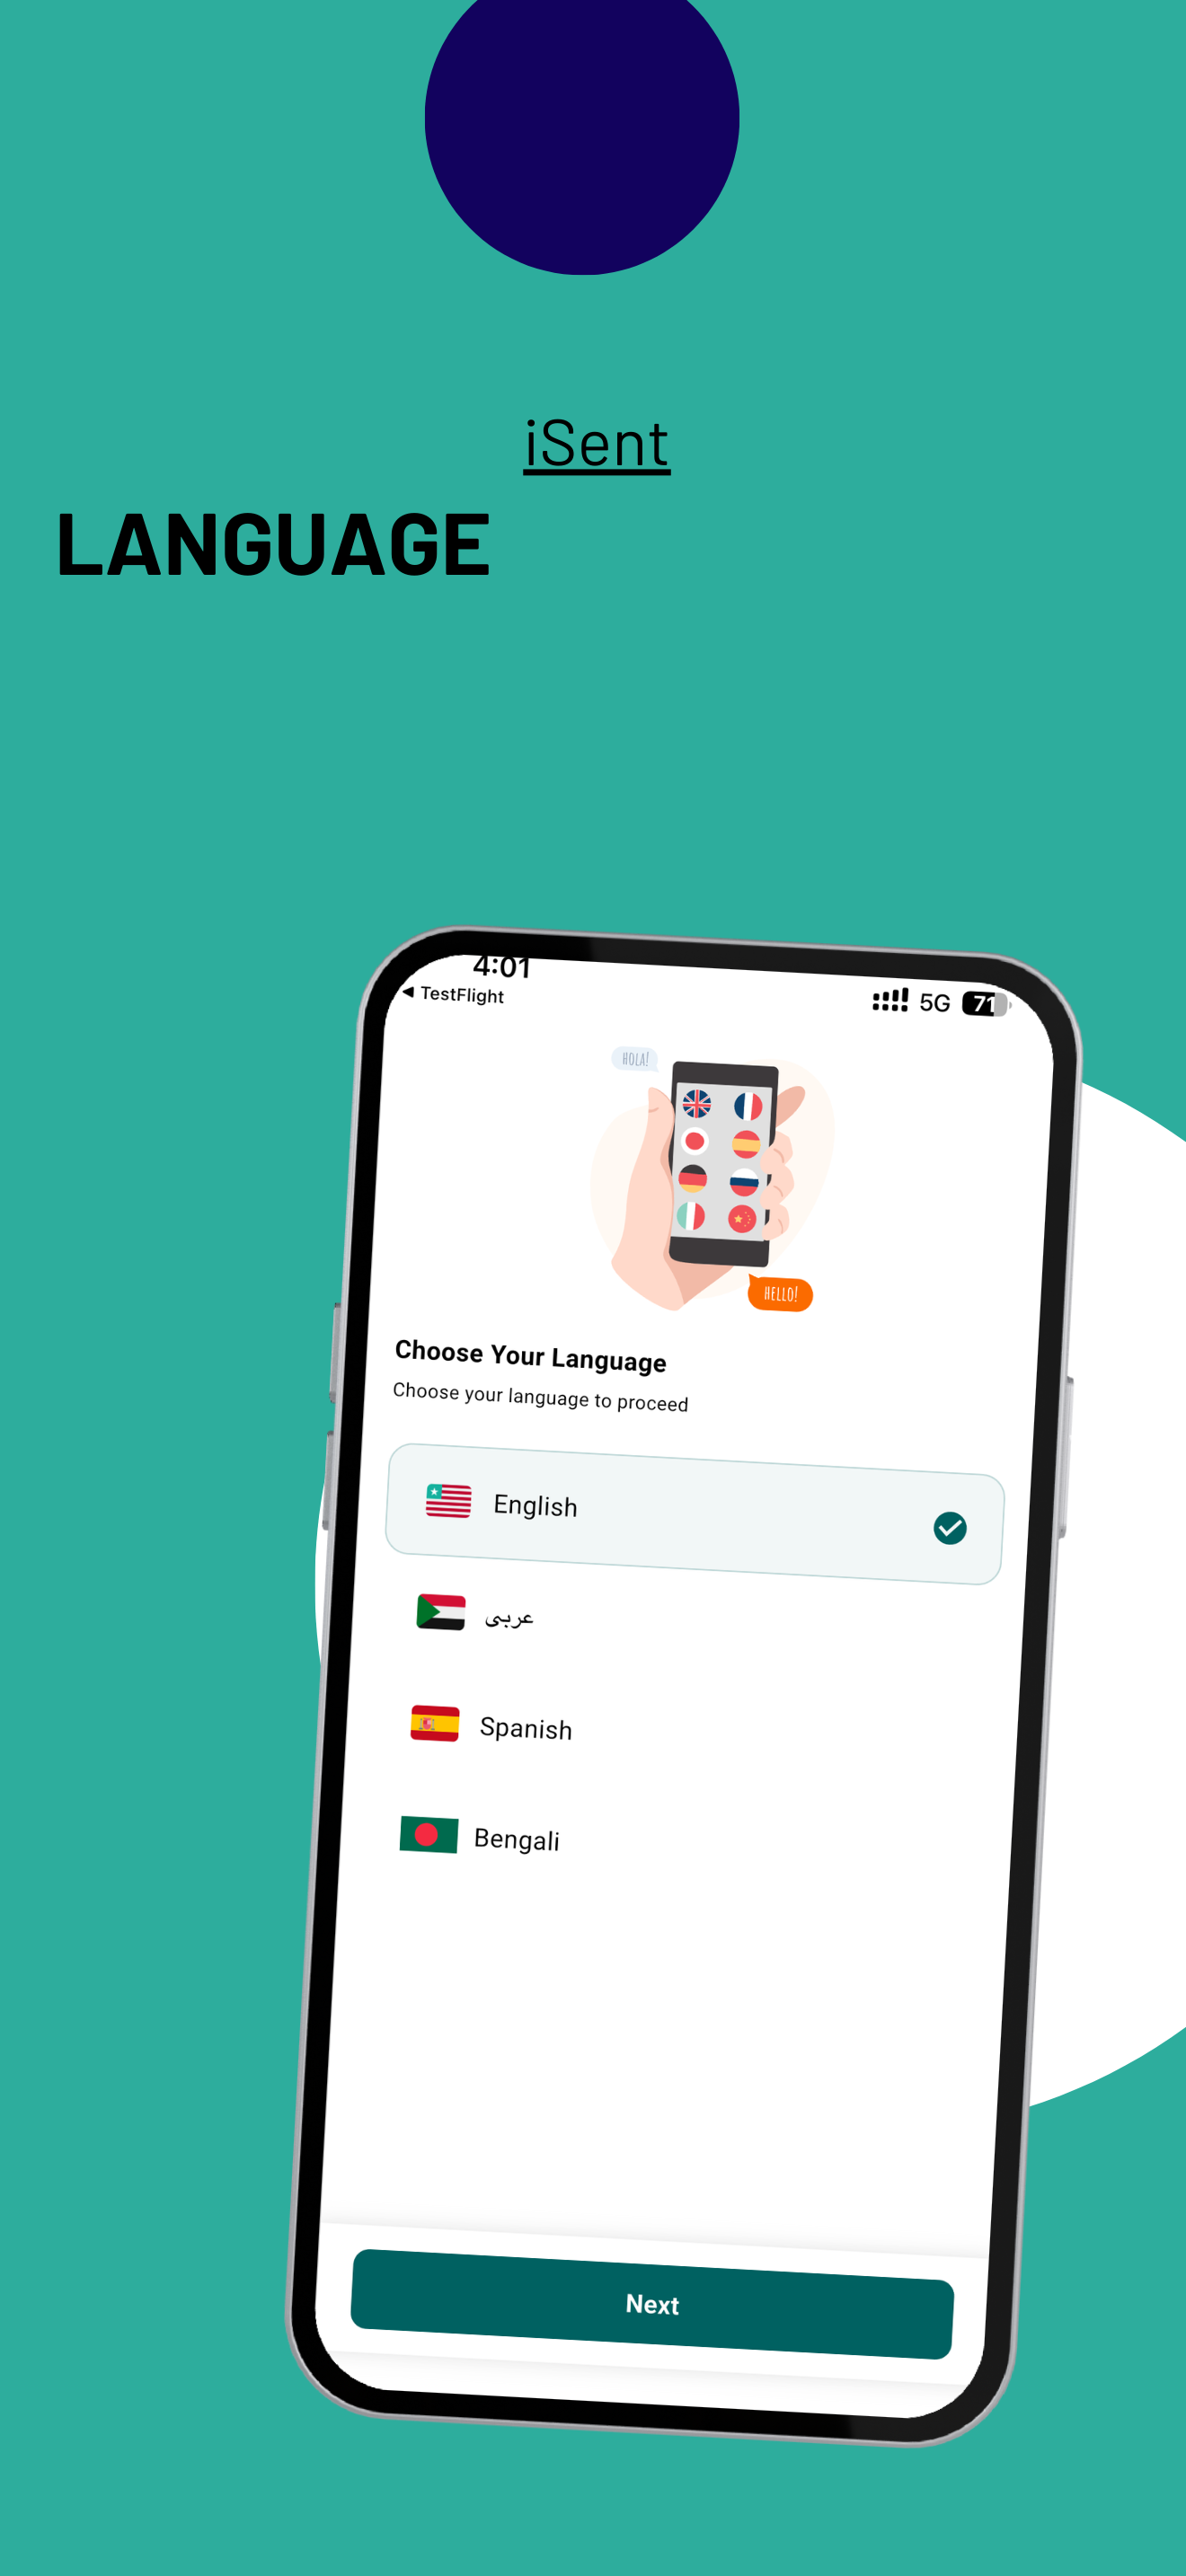 iSent
LANGUAGE
4:01
TestFlight
5G
71
HOLA!
HELLO!
Choose Your Language
Choose your language to proceed
English
عربى
Spanish
Bengali
Next